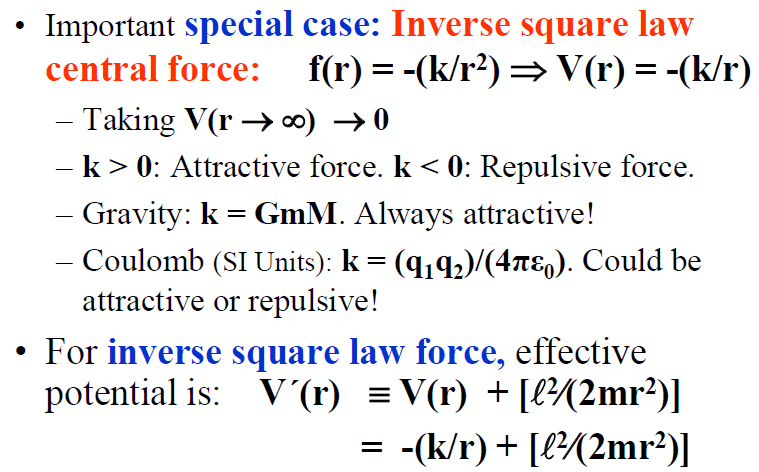 • Important special case: Inverse square law
central force: f(r) = -(k/r²) ⇒ V(r) = -(k/r)
– Taking V(r → ∞) → 0
– k > 0: Attractive force. k < 0: Repulsive force.
– Gravity: k = GmM. Always attractive!
– Coulomb (SI Units): k = (q₁q₂)/(4πε₀). Could be
attractive or repulsive!
• For inverse square law force, effective
potential is: V´(r) ≡ V(r) + [ℓ²∕(2mr²)]
= -(k/r) + [ℓ²∕(2mr²)]